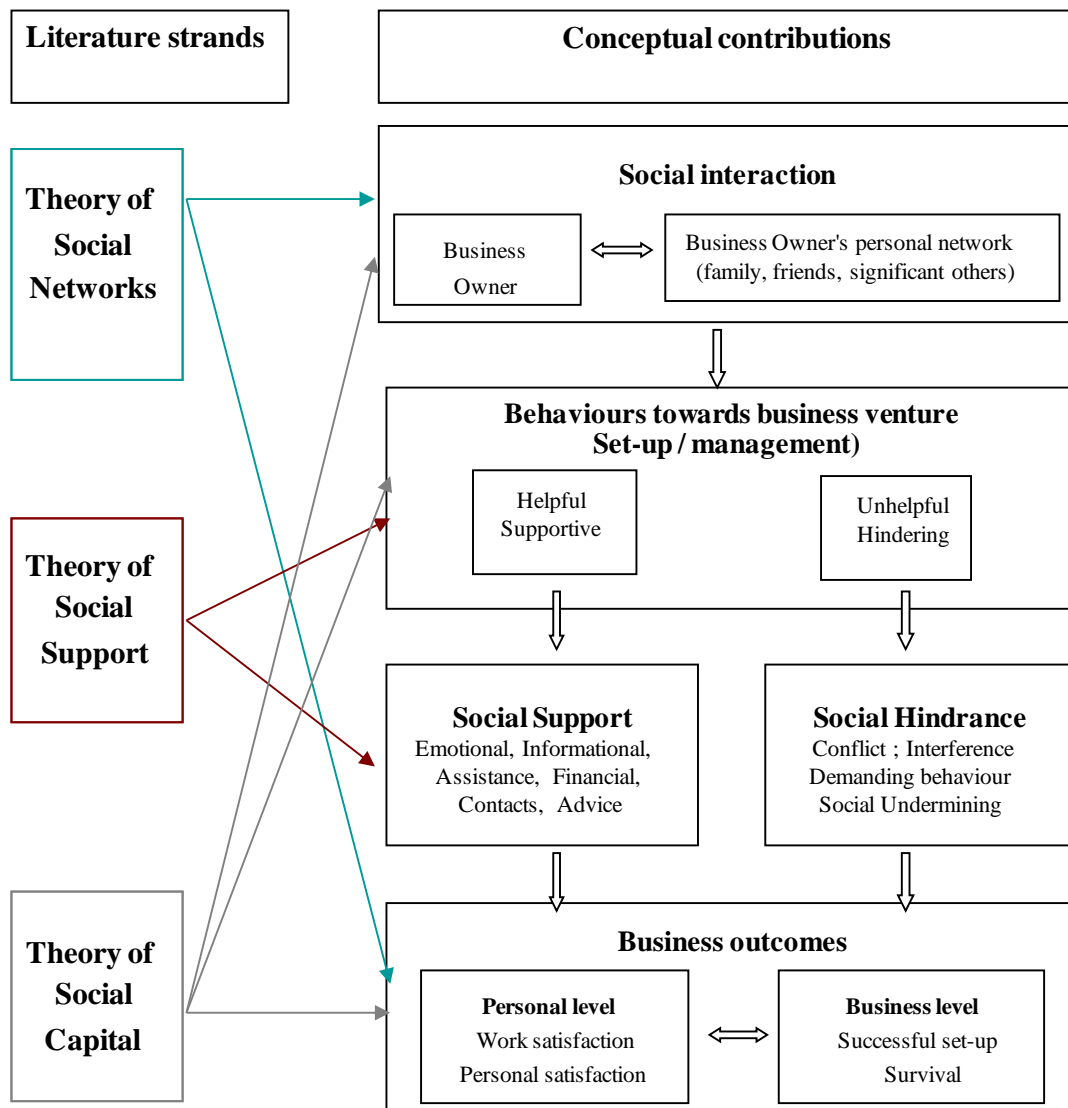 Literature strands
Conceptual contributions
Theory of
Social
Networks
Social interaction
Business
Owner
Business Owner's personal network
(family, friends, significant others)
Behaviours towards business venture
Set-up / management)
Helpful
Supportive
Unhelpful
Hindering
Theory of
Social
Support
Social Support
Emotional, Informational,
Assistance, Financial,
Contacts, Advice
Social Hindrance
Conflict ; Interference
Demanding behaviour
Social Undermining
Theory of
Social
Capital
Business outcomes
Personal level
Work satisfaction
Personal satisfaction
Business level
Successful set-up
Survival